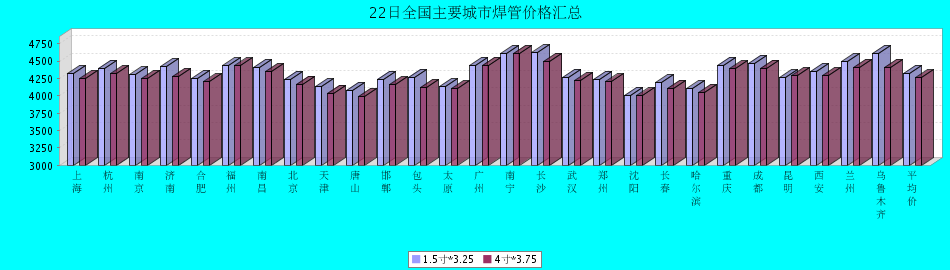 22日全国主要城市焊管价格汇总
4750
4500
4250
4000
3750
3500
3250
3000
上海
杭州
南京
济南
合肥
福州
南昌
北京
天津
唐山
邯郸
包头
太原
广州
南宁
长沙
武汉
郑州
沈阳
长春
哈尔滨
重庆
成都
昆明
西安
兰州
乌鲁木齐
平均价
1.5寸*3.25
4寸*3.75